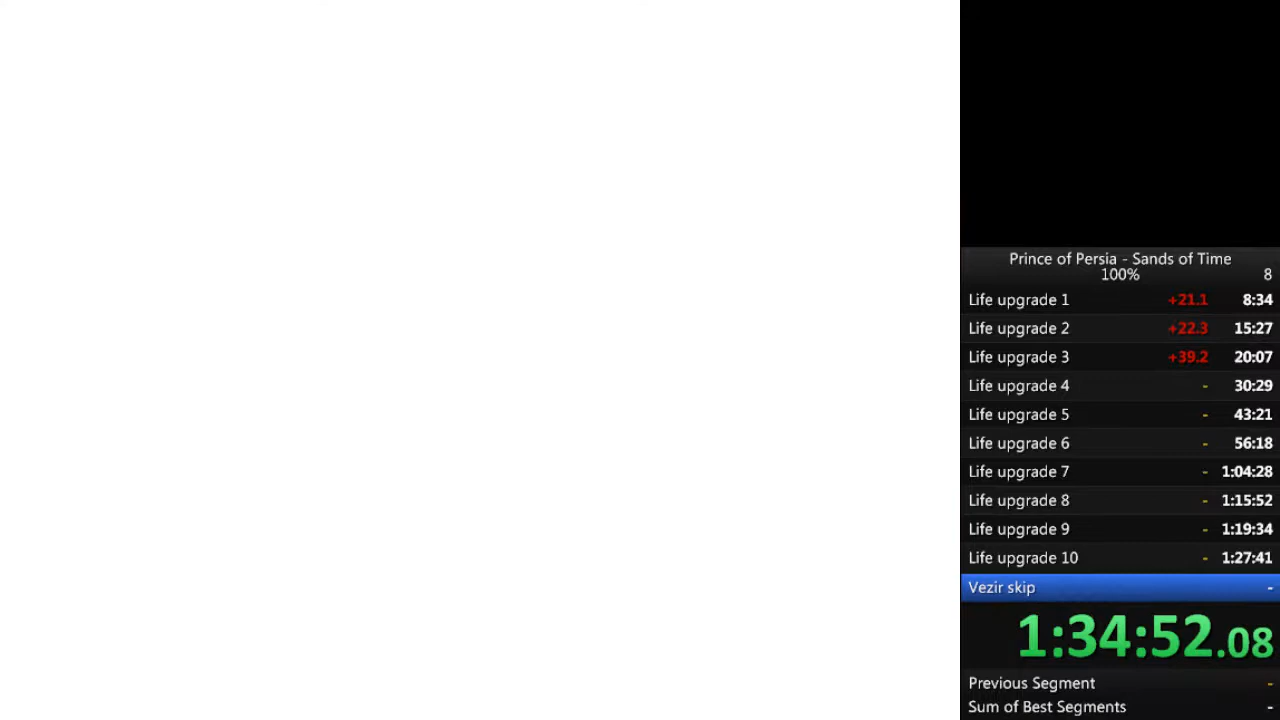 Prince of Persia - Sands of Time
100% 8
Life upgrade 1 +21.1 8:34
Life upgrade 2 +22.3 15:27
Life upgrade 3 +39.2 20:07
Life upgrade 4 - 30:29
Life upgrade 5 - 43:21
Life upgrade 6 - 56:18
Life upgrade 7 - 1:04:28
Life upgrade 8 - 1:15:52
Life upgrade 9 - 1:19:34
Life upgrade 10 - 1:27:41
Vezir skip -
1:34:52.08
Previous Segment -
Sum of Best Segments -